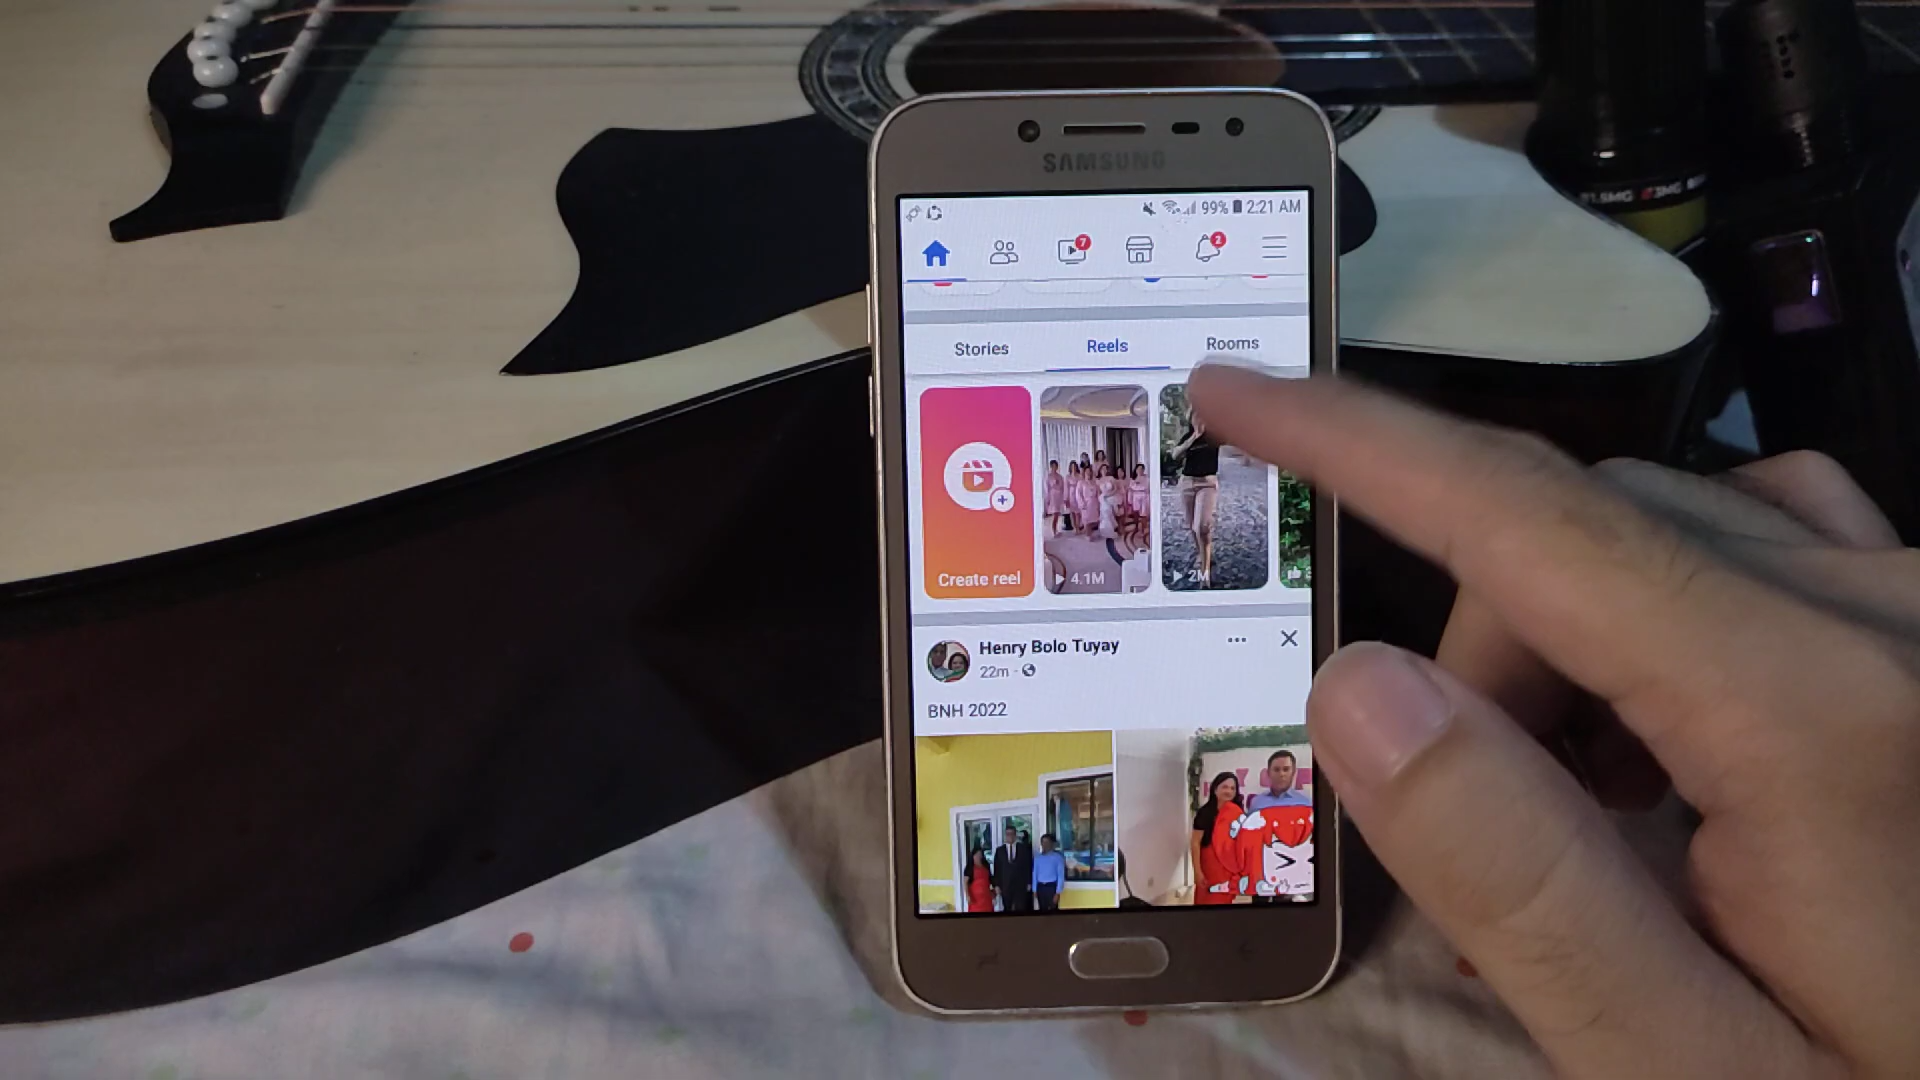 SAMSUNG
99% 2:21 AM
7
2
Stories Reels Rooms
Create reel
4.1M
2M
Henry Bolo Tuyay
22m
BNH 2022